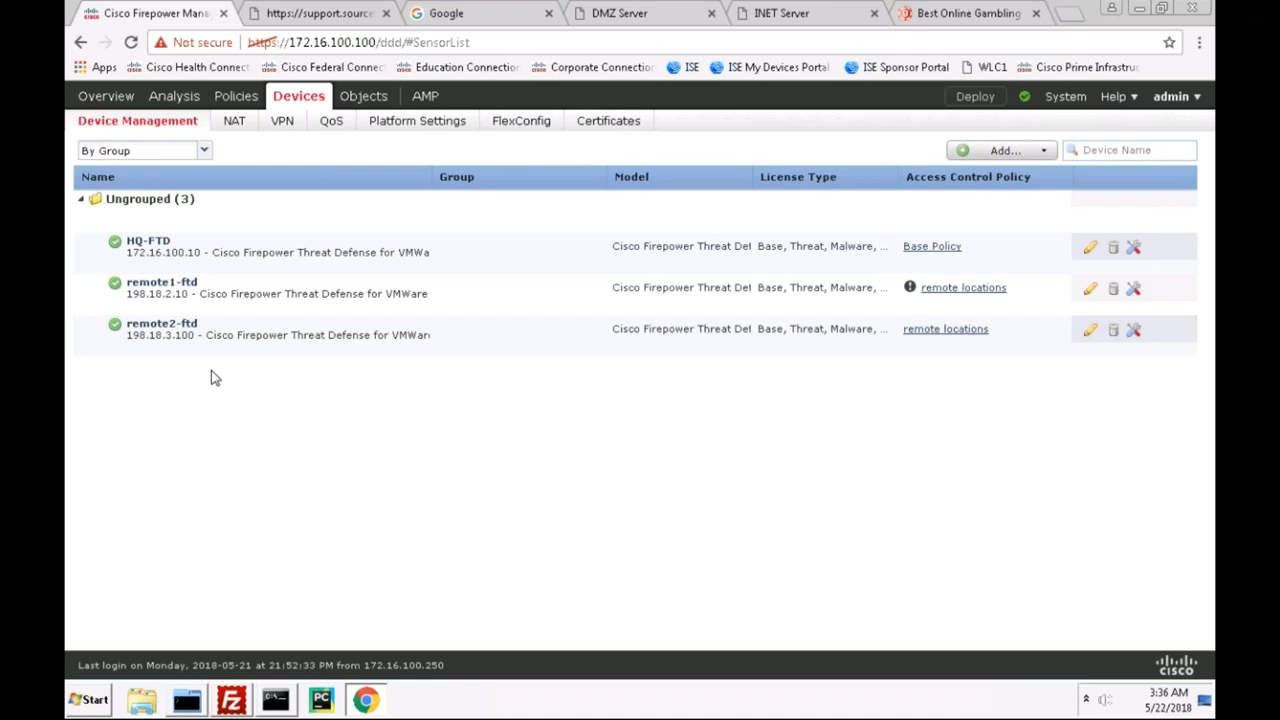 Cisco Firepower Mana
https://support.source
Google
DMZ Server
INET Server
Best Online Gambling
Not secure
https://172.16.100.100/ddd/#SensorList
Apps
Cisco Health Connect
Cisco Federal Connec
Education Connectio
Corporate Connectio
ISE
ISE My Devices Portal
ISE Sponsor Portal
WLC1
Cisco Prime Infrastruc
Overview
Analysis
Policies
Devices
Objects
AMP
Deploy
System
Help
admin
Device Management
NAT
VPN
QoS
Platform Settings
FlexConfig
Certificates
By Group
Add...
Device Name
Name
Group
Model
License Type
Access Control Policy
Ungrouped (3)
HQ-FTD
172.16.100.10 - Cisco Firepower Threat Defense for VMWa
Cisco Firepower Threat Def
Base, Threat, Malware, ...
Base Policy
remote1-ftd
198.18.2.10 - Cisco Firepower Threat Defense for VMWare
Cisco Firepower Threat Def
Base, Threat, Malware, ...
remote locations
remote2-ftd
198.18.3.100 - Cisco Firepower Threat Defense for VMWar
Cisco Firepower Threat Def
Base, Threat, Malware, ...
remote locations
Last login on Monday, 2018-05-21 at 21:52:33 PM from 172.16.100.250
CISCO
Start
FZ
PC
3:36 AM
5/22/2018